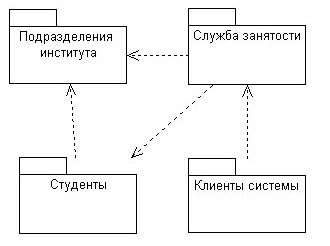 Подразделения
института
Служба занятости
Студенты
Клиенты системы